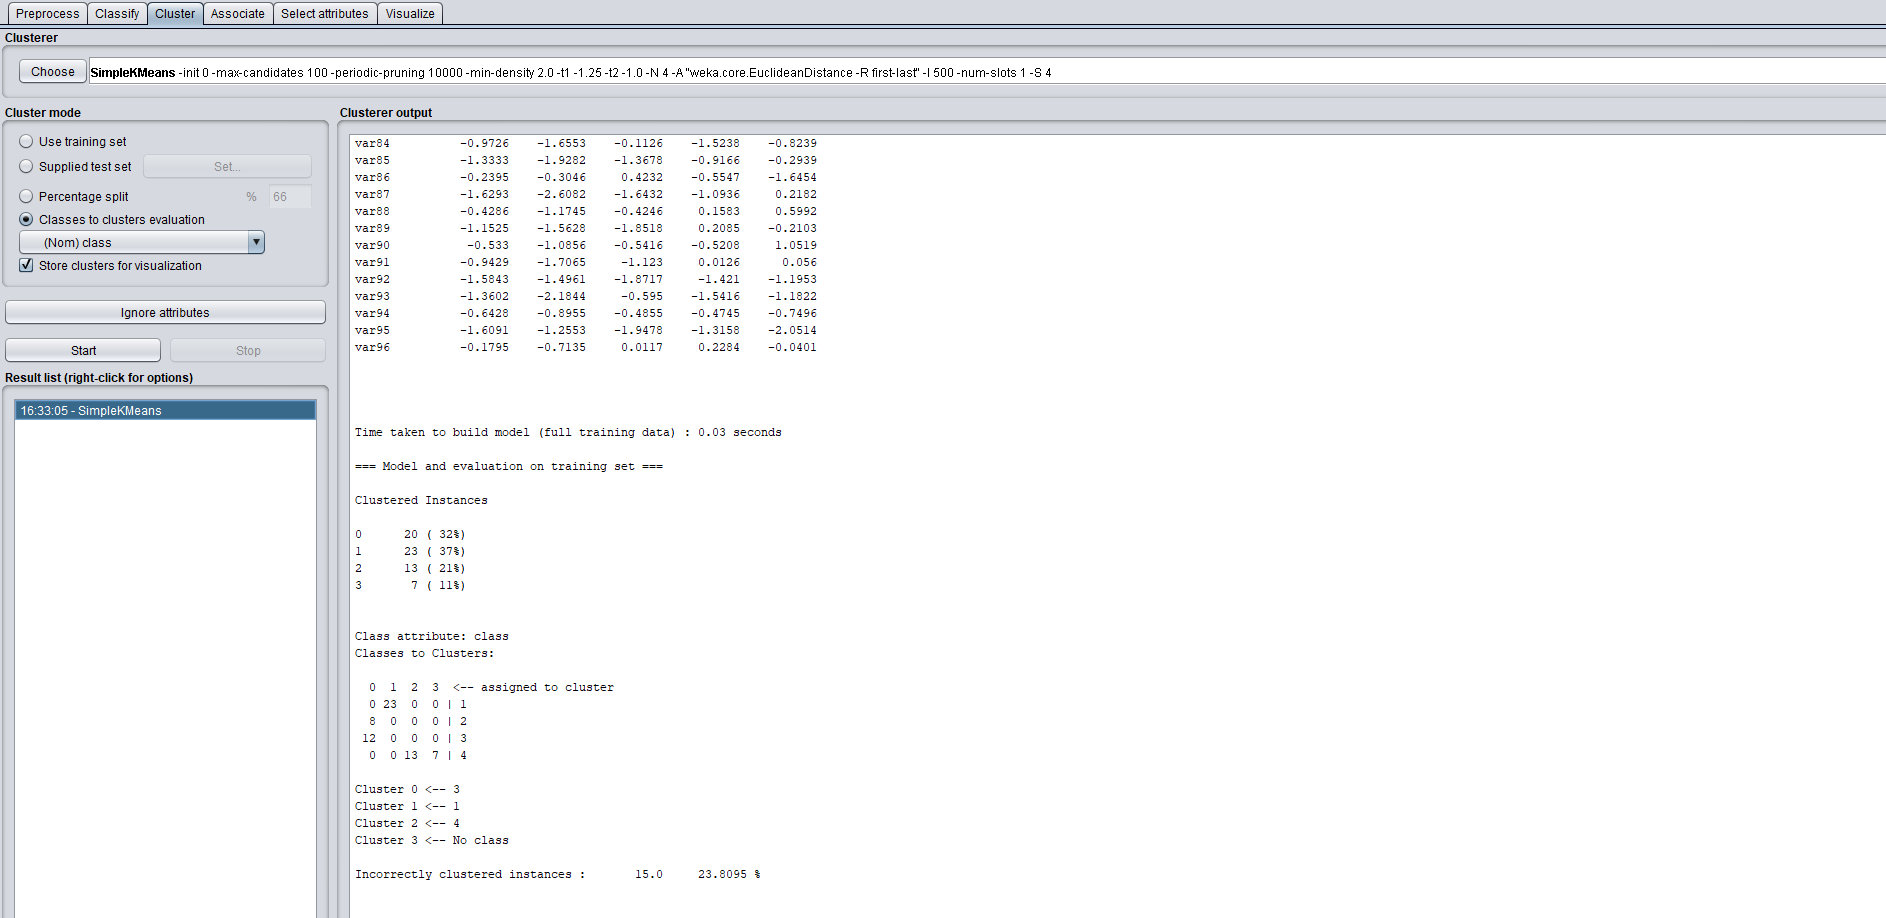 Preprocess Classify Cluster Associate Select attributes Visualize
Clusterer
Choose SimpleKMeans -init 0 -max-candidates 100 -periodic-pruning 10000 -min-density 2.0 -t1 -1.25 -t2 -1.0 -N 4 -A "weka.core.EuclideanDistance -R first-last" -I 500 -num-slots 1 -S 4
Cluster mode
Use training set
Supplied test set Set...
Percentage split % 66
Classes to clusters evaluation
(Nom) class
Store clusters for visualization
Ignore attributes
Start Stop
Result list (right-click for options)
16:33:05 - SimpleKMeans
Clusterer output
var84 -0.9726 -1.6553 -0.1126 -1.5238 -0.8239
var85 -1.3333 -1.9282 -1.3678 -0.9166 -0.2939
var86 -0.2395 -0.3046 0.4232 -0.5547 -1.6454
var87 -1.6293 -2.6082 -1.6432 -1.0936 0.2182
var88 -0.4286 -1.1745 -0.4246 0.1583 0.5992
var89 -1.1525 -1.5628 -1.8518 0.2085 -0.2103
var90 -0.533 -1.0856 -0.5416 -0.5208 1.0519
var91 -0.9429 -1.7065 -1.123 0.0126 0.056
var92 -1.5843 -1.4961 -1.8717 -1.421 -1.1953
var93 -1.3602 -2.1844 -0.595 -1.5416 -1.1822
var94 -0.6428 -0.8955 -0.4855 -0.4745 -0.7496
var95 -1.6091 -1.2553 -1.9478 -1.3158 -2.0514
var96 -0.1795 -0.7135 0.0117 0.2284 -0.0401
Time taken to build model (full training data) : 0.03 seconds
=== Model and evaluation on training set ===
Clustered Instances
0 20 ( 32%)
1 23 ( 37%)
2 13 ( 21%)
3 7 ( 11%)
Class attribute: class
Classes to Clusters:
0 1 2 3 <-- assigned to cluster
0 23 0 0 | 1
8 0 0 0 | 2
12 0 0 0 | 3
0 0 13 7 | 4
Cluster 0 <-- 3
Cluster 1 <-- 1
Cluster 2 <-- 4
Cluster 3 <-- No class
Incorrectly clustered instances : 15.0 23.8095 %